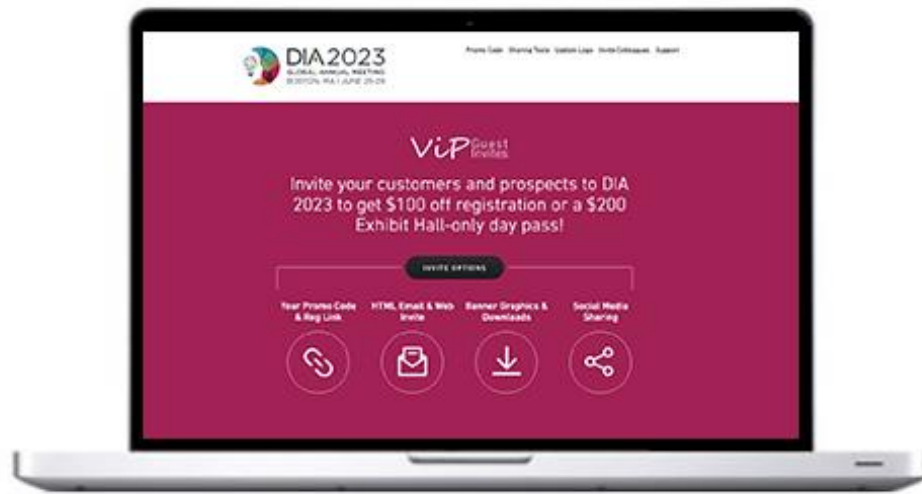 DIA 2023
GLOBAL ANNUAL MEETING
BOSTON, MA | JUNE 25-29
Promo Code Sharing Tools Custom Logo Invite Colleagues Support
ViP Guest
Invites
Invite your customers and prospects to DIA
2023 to get $100 off registration or a $200
Exhibit Hall-only day pass!
INVITE OPTIONS
Your Promo Code
& Reg Link
HTML Email & Web
Invite
Banner Graphics &
Downloads
Social Media
Sharing